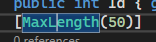 public int Id { g
[MaxLength(50)]
0 references